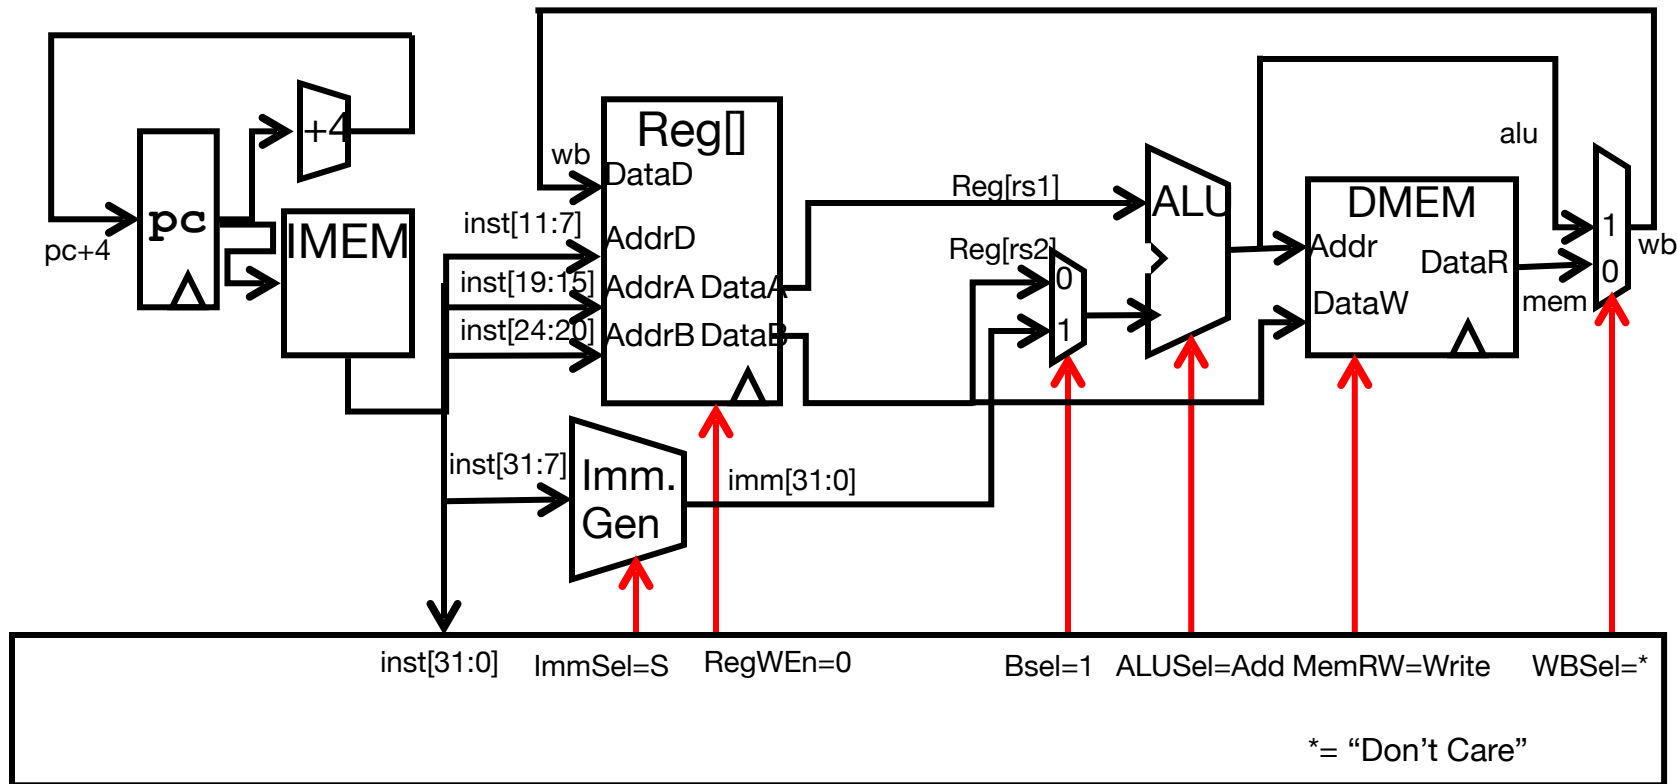 +4
Reg[]
alu
wb
DataD
Reg[rs1]
ALU
DMEM
pc
inst[11:7]
pc+4
IMEM
AddrD
Reg[rs2]
Addr
1
wb
inst[19:15]
AddrA DataA
0
DataR
0
inst[24:20]
AddrB DataB
1
DataW
mem
inst[31:7]
Imm.
Gen
imm[31:0]
inst[31:0]
ImmSel=S
RegWEn=0
Bsel=1
ALUSel=Add
MemRW=Write
WBSel=*
*= “Don’t Care”